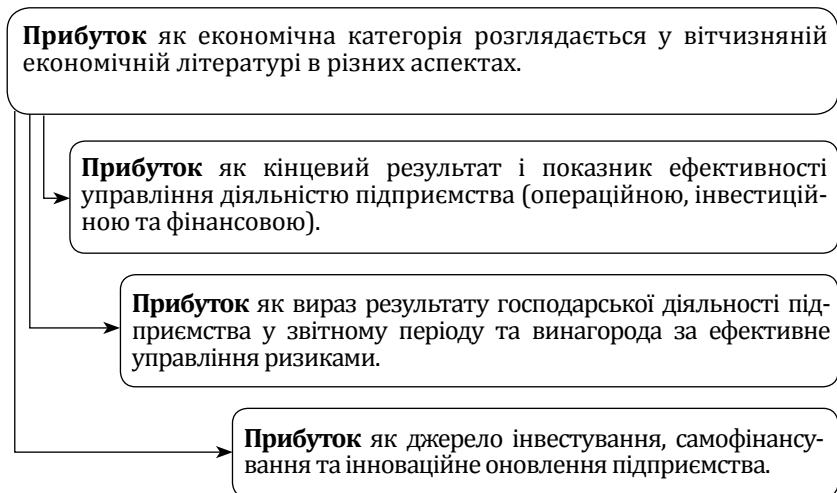 Прибуток як економічна категорія розглядається у вітчизняній
економічній літературі в різних аспектах.
Прибуток як кінцевий результат і показник ефективності
управління діяльністю підприємства (операційною, інвестицій-
ною та фінансовою).
Прибуток як вираз результату господарської діяльності під-
приємства у звітному періоду та винагорода за ефективне
управління ризиками.
Прибуток як джерело інвестування, самофінансу-
вання та інноваційне оновлення підприємства.